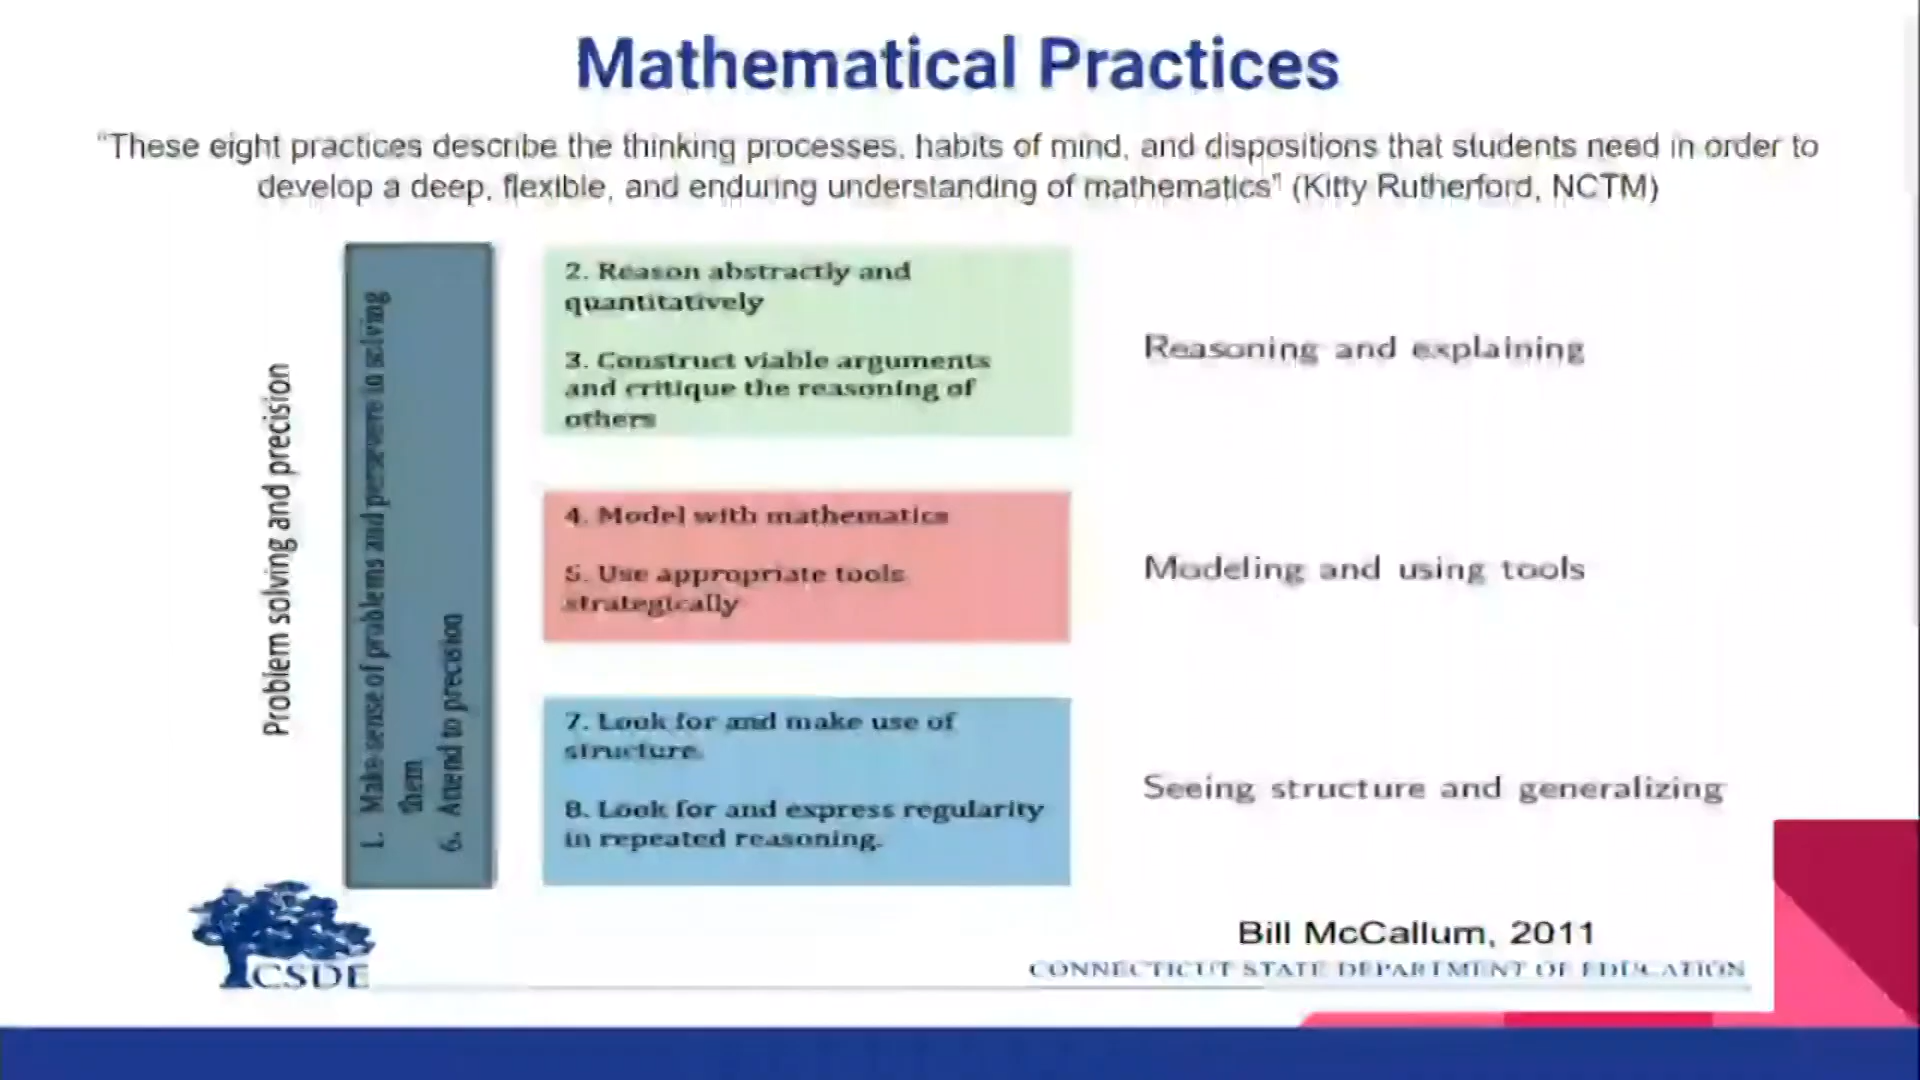 Mathematical Practices
"These eight practices describe the thinking processes, habits of mind, and dispositions that students need in order to
develop a deep, flexible, and enduring understanding of mathematics" (Kitty Rutherford, NCTM)
Problem solving and precision
1. Make sense of problems and persevere in solving
them
6. Attend to precision
2. Reason abstractly and
quantitatively
3. Construct viable arguments
and critique the reasoning of
others
Reasoning and explaining
4. Model with mathematics
5. Use appropriate tools
strategically
Modeling and using tools
7. Look for and make use of
structure.
8. Look for and express regularity
in repeated reasoning.
Seeing structure and generalizing
Bill McCallum, 2011
CSDE
CONNECTICUT STATE DEPARTMENT OF EDUCATION